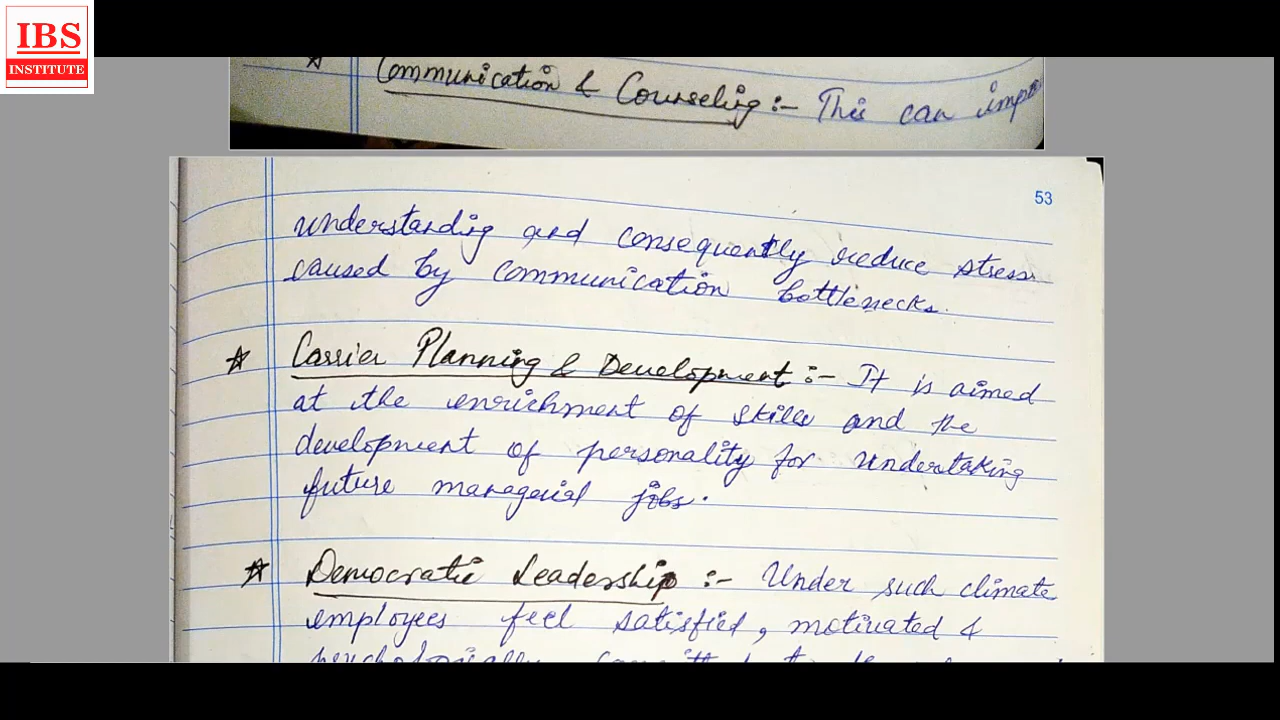 IBS
INSTITUTE
☆ Communication & Counseling :- This can impro
53
understanding and consequently reduce stress
caused by communication bottlenecks.
☆ Carrier Planning & Development :- It is aimed
at the enrichment of skills and the
development of personality for undertaking
future managerial jobs.
☆ Democratic Leadership :- Under such climate
employees feel satisfied, motivated &
psychologically